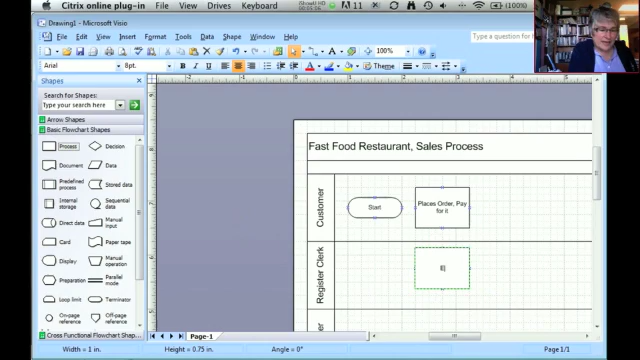 Citrix online plug-in File Edit View Drives Keyboard 11 (100%)
Drawing1 - Microsoft Visio
File Edit View Insert Format Tools Data Shape Window Help Type a question for
100%
Arial 8pt. B I U A Theme
Shapes
Search for Shapes:
Type your search here
Arrow Shapes
Basic Flowchart Shapes
Process Decision
Document Data
Predefined process Stored data
Internal storage Sequential data
Direct data Manual input
Card Paper tape
Display Manual operation
Preparation Parallel mode
Loop limit Terminator
On-page reference Off-page reference
Cross Functional Flowchart Shap...
Fast Food Restaurant, Sales Process
Customer
Start
Places Order, Pay
for it
Register Clerk
E
Page-1
Width = 1 in. Height = 0.75 in. Angle = 0° Page 1/1